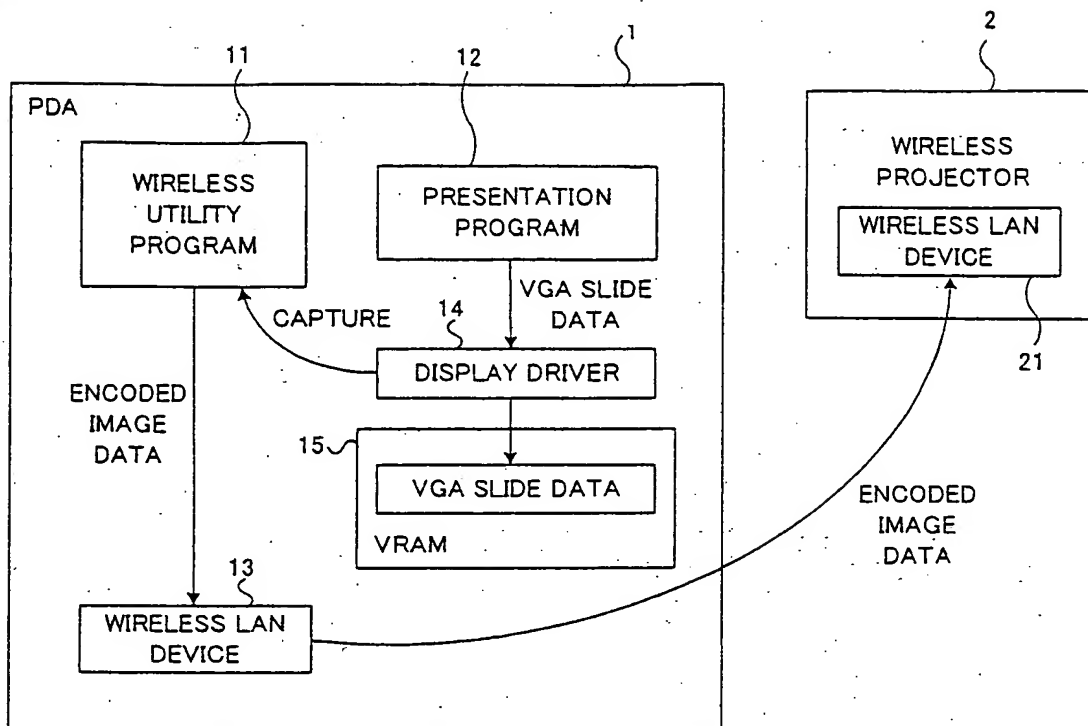 1
2
11
12
PDA
WIRELESS
UTILITY
PROGRAM
PRESENTATION
PROGRAM
WIRELESS
PROJECTOR
WIRELESS LAN
DEVICE
21
VGA SLIDE
DATA
CAPTURE
14
DISPLAY DRIVER
ENCODED
IMAGE
DATA
15
VGA SLIDE DATA
VRAM
ENCODED
IMAGE
DATA
13
WIRELESS LAN
DEVICE